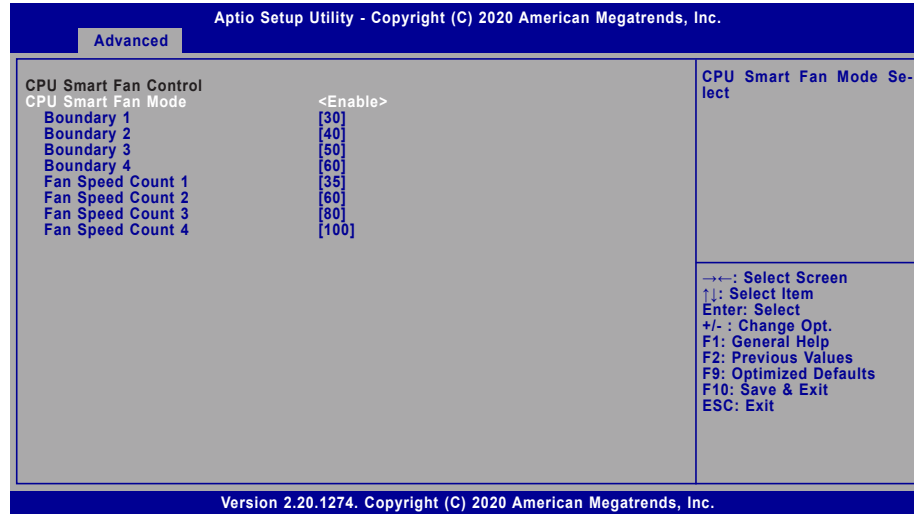 Aptio Setup Utility - Copyright (C) 2020 American Megatrends, Inc.
Advanced
CPU Smart Fan Control
CPU Smart Fan Mode <Enable>
Boundary 1 [30]
Boundary 2 [40]
Boundary 3 [50]
Boundary 4 [60]
Fan Speed Count 1 [35]
Fan Speed Count 2 [60]
Fan Speed Count 3 [80]
Fan Speed Count 4 [100]
CPU Smart Fan Mode Se-
lect
→←: Select Screen
↑↓: Select Item
Enter: Select
+/- : Change Opt.
F1: General Help
F2: Previous Values
F9: Optimized Defaults
F10: Save & Exit
ESC: Exit
Version 2.20.1274. Copyright (C) 2020 American Megatrends, Inc.